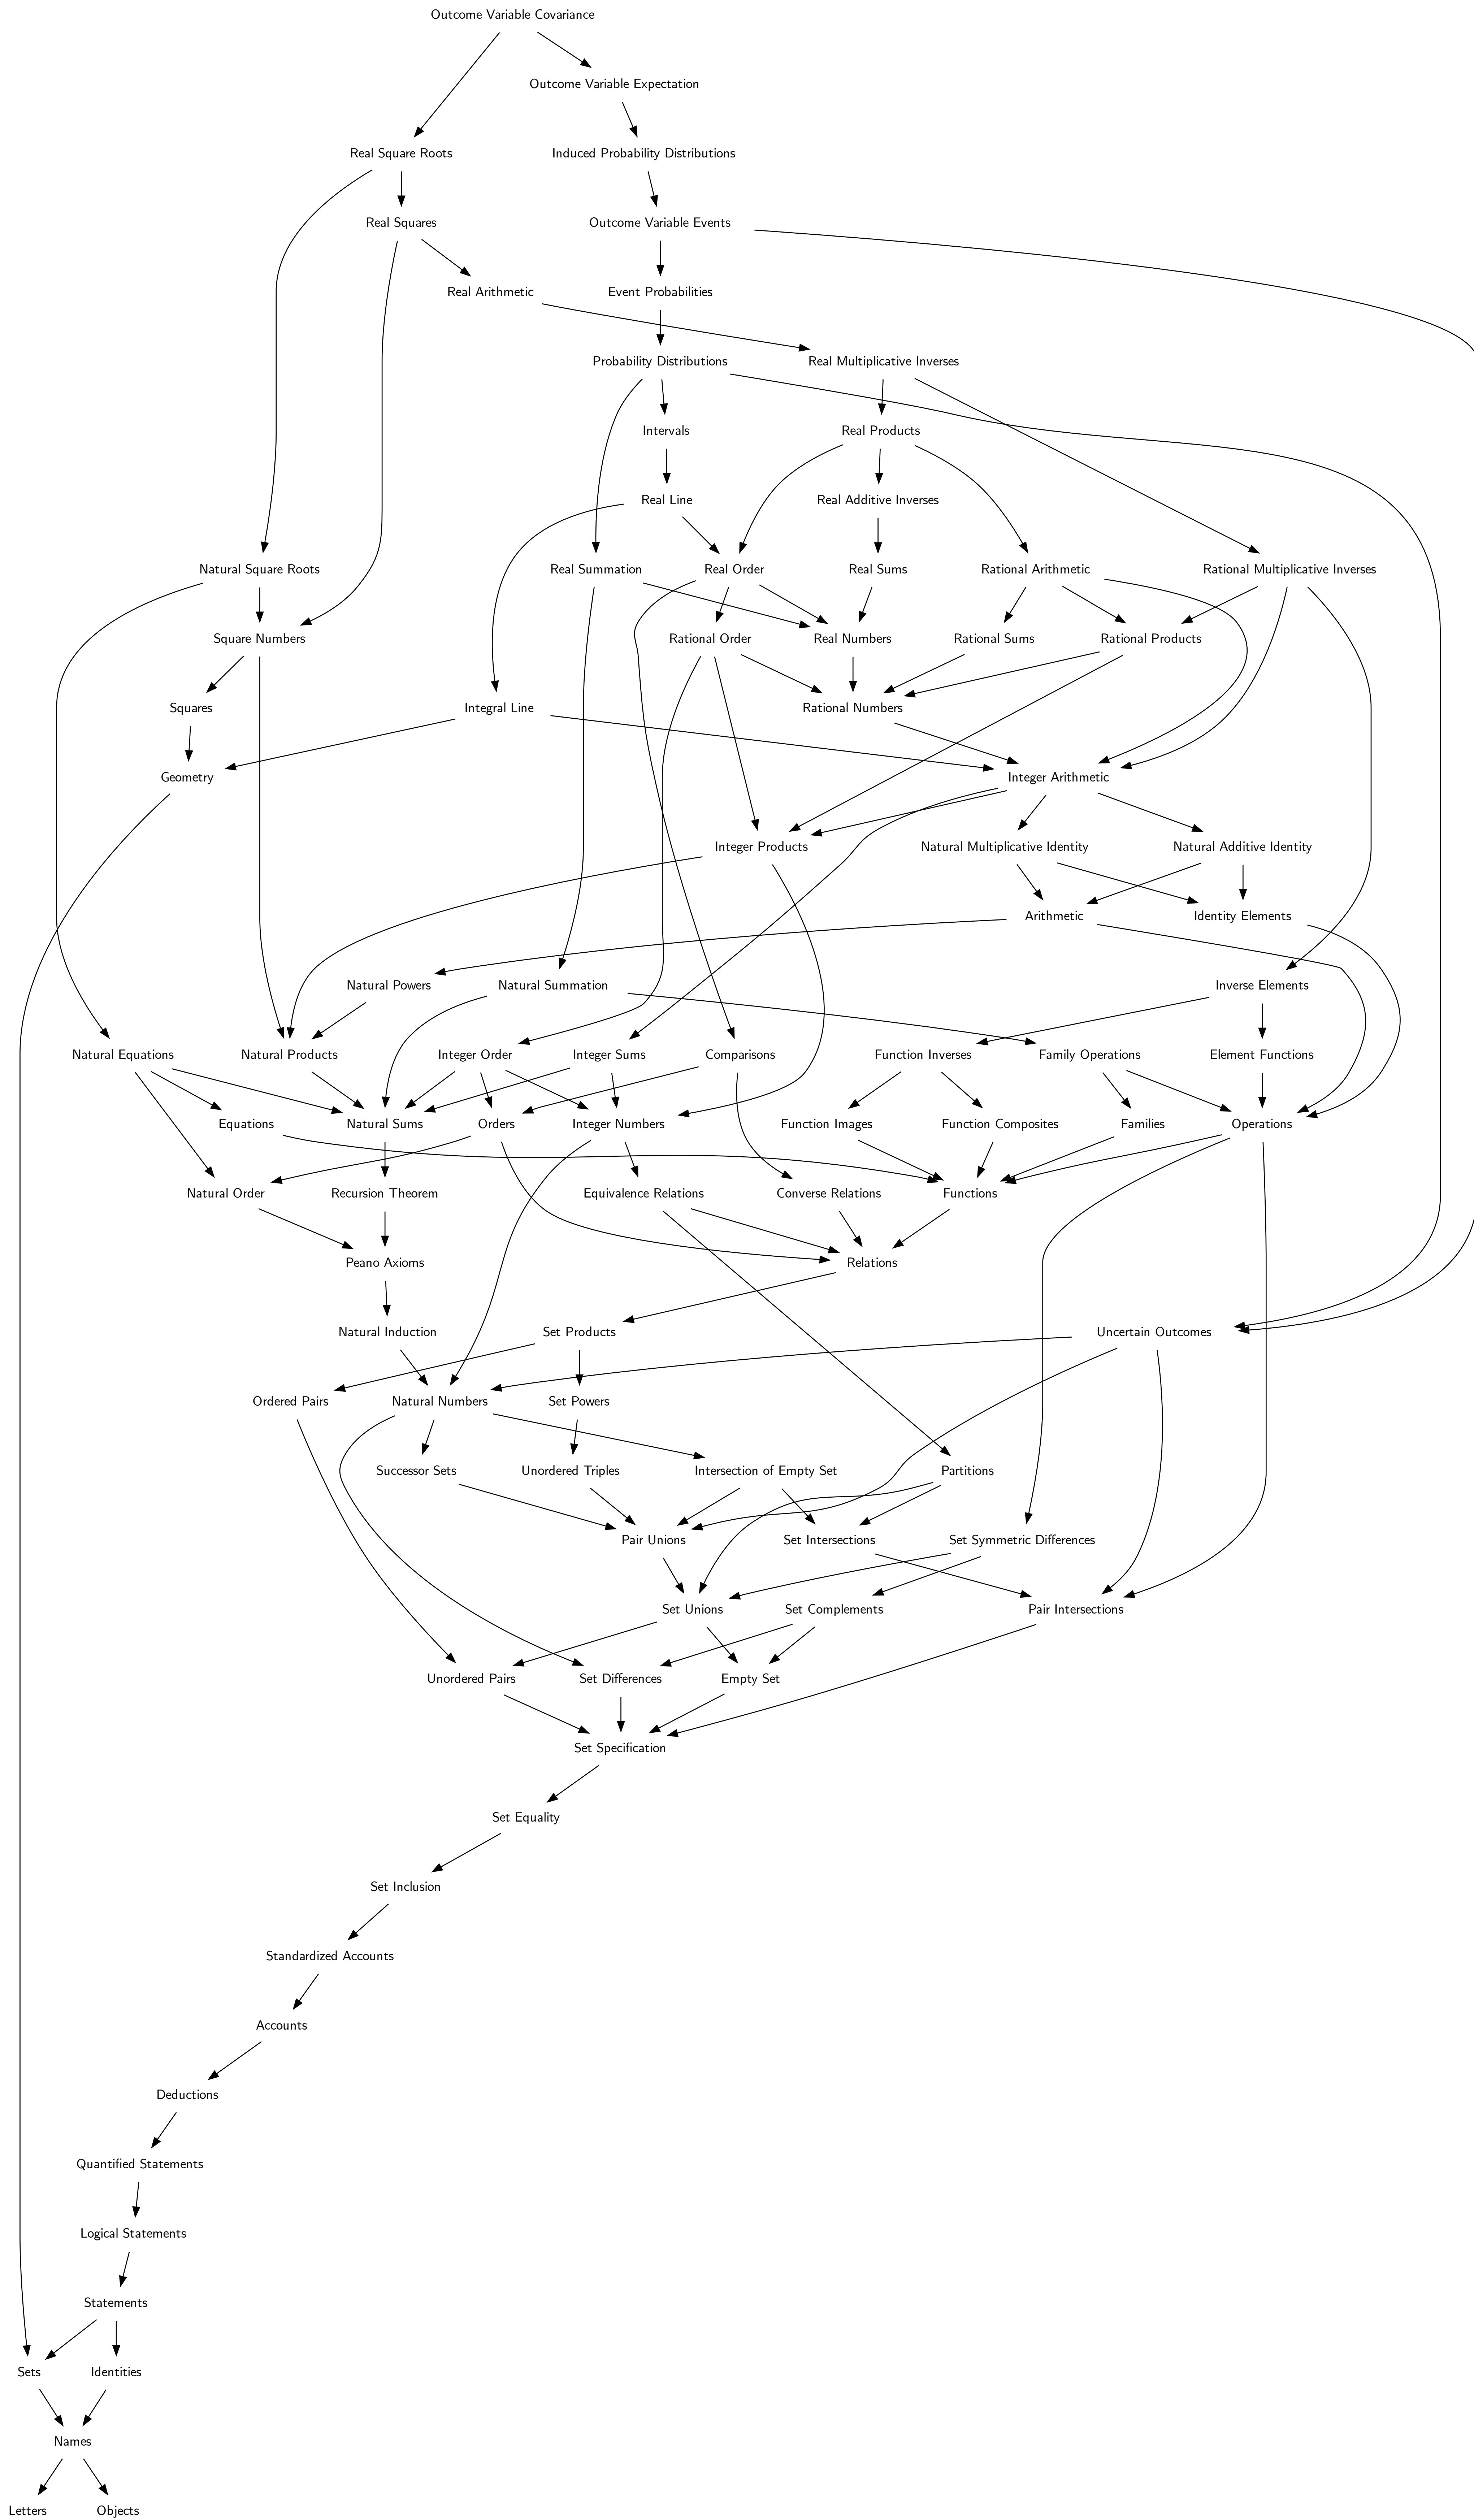 Outcome Variable Covariance
Outcome Variable Expectation
Real Square Roots
Induced Probability Distributions
Real Squares
Outcome Variable Events
Real Arithmetic
Event Probabilities
Probability Distributions
Real Multiplicative Inverses
Intervals
Real Products
Real Line
Real Additive Inverses
Natural Square Roots
Real Summation
Real Order
Real Sums
Rational Arithmetic
Rational Multiplicative Inverses
Square Numbers
Rational Order
Real Numbers
Rational Sums
Rational Products
Squares
Integral Line
Rational Numbers
Geometry
Integer Arithmetic
Integer Products
Natural Multiplicative Identity
Natural Additive Identity
Arithmetic
Identity Elements
Natural Powers
Natural Summation
Inverse Elements
Natural Equations
Natural Products
Integer Order
Integer Sums
Comparisons
Function Inverses
Family Operations
Element Functions
Equations
Natural Sums
Orders
Integer Numbers
Function Images
Function Composites
Families
Operations
Natural Order
Recursion Theorem
Equivalence Relations
Converse Relations
Functions
Peano Axioms
Relations
Natural Induction
Set Products
Uncertain Outcomes
Ordered Pairs
Natural Numbers
Set Powers
Successor Sets
Unordered Triples
Intersection of Empty Set
Partitions
Pair Unions
Set Intersections
Set Symmetric Differences
Set Unions
Set Complements
Pair Intersections
Unordered Pairs
Set Differences
Empty Set
Set Specification
Set Equality
Set Inclusion
Standardized Accounts
Accounts
Deductions
Quantified Statements
Logical Statements
Statements
Sets
Identities
Names
Letters
Objects